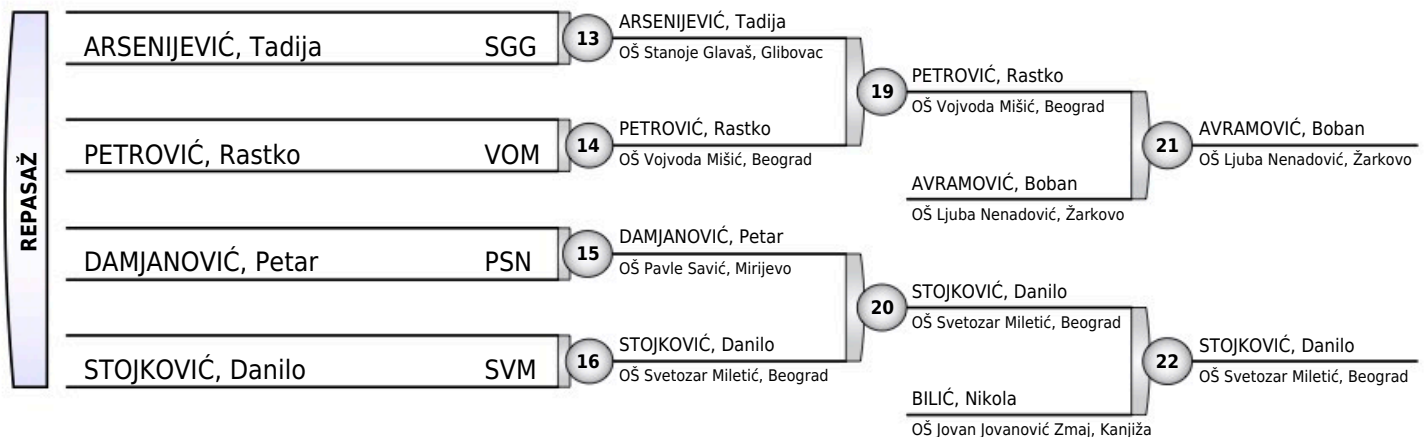 REPASAŽ
ARSENIJEVIĆ, Tadija SGG
PETROVIĆ, Rastko VOM
DAMJANOVIĆ, Petar PSN
STOJKOVIĆ, Danilo SVM
13
ARSENIJEVIĆ, Tadija
OŠ Stanoje Glavaš, Glibovac
14
PETROVIĆ, Rastko
OŠ Vojvoda Mišić, Beograd
15
DAMJANOVIĆ, Petar
OŠ Pavle Savić, Mirijevo
16
STOJKOVIĆ, Danilo
OŠ Svetozar Miletić, Beograd
19
PETROVIĆ, Rastko
OŠ Vojvoda Mišić, Beograd
AVRAMOVIĆ, Boban
OŠ Ljuba Nenadović, Žarkovo
20
STOJKOVIĆ, Danilo
OŠ Svetozar Miletić, Beograd
BILIĆ, Nikola
OŠ Jovan Jovanović Zmaj, Kanjiža
21
AVRAMOVIĆ, Boban
OŠ Ljuba Nenadović, Žarkovo
22
STOJKOVIĆ, Danilo
OŠ Svetozar Miletić, Beograd